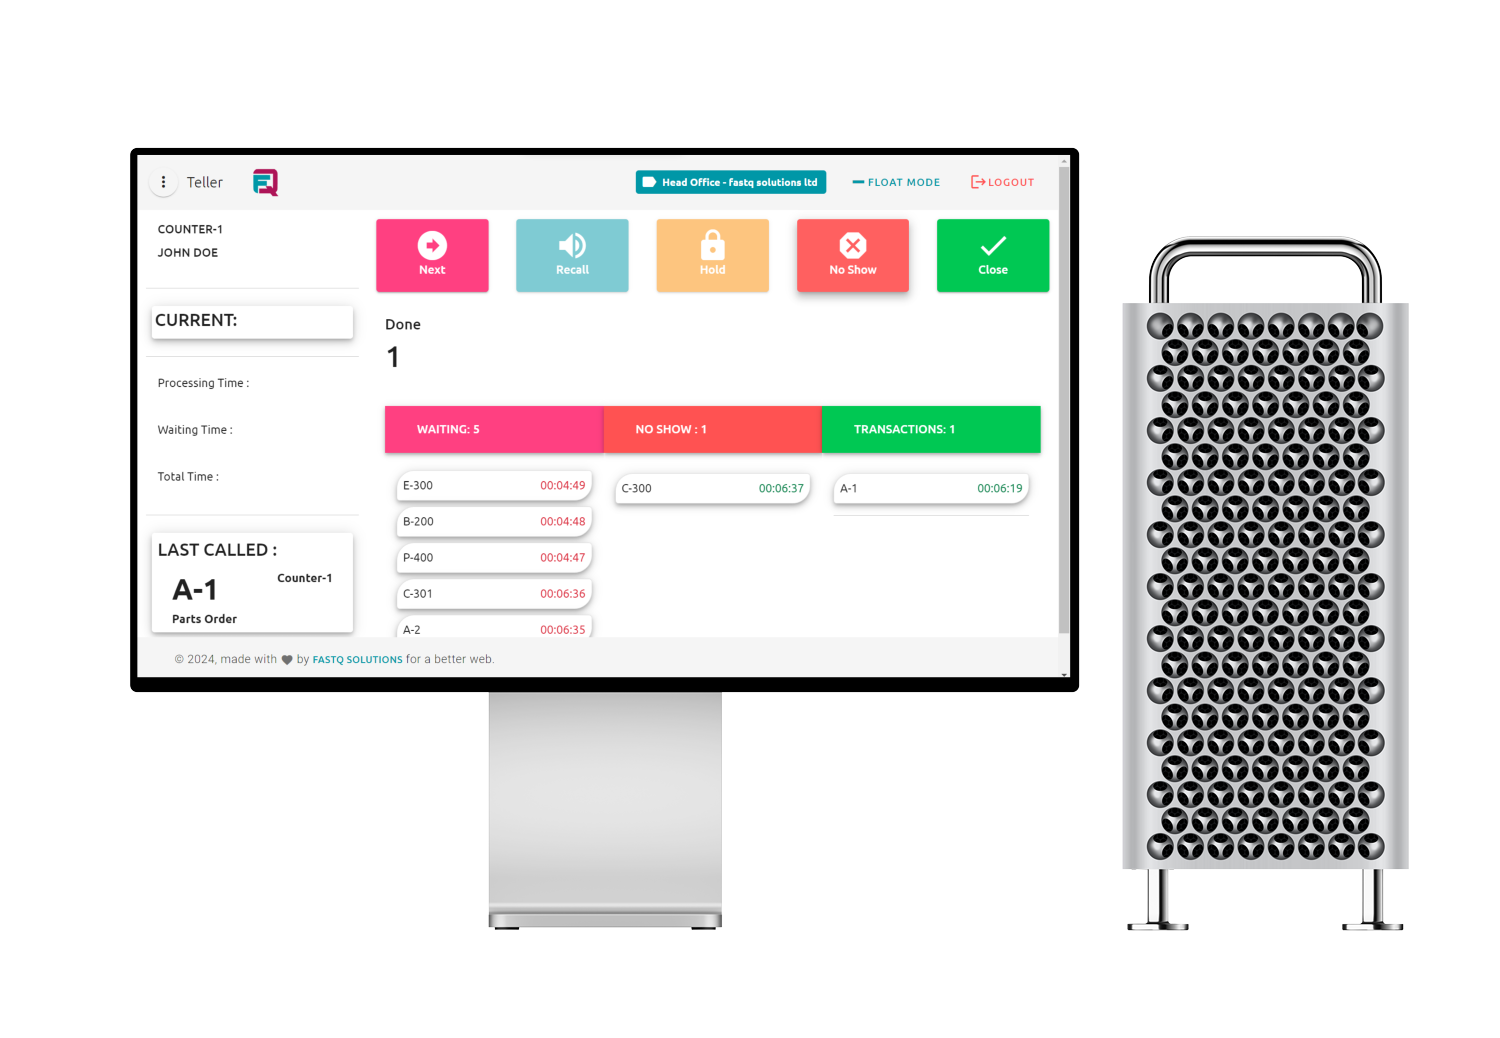 Teller
Head Office - fastq solutions ltd
FLOAT MODE
LOGOUT
COUNTER-1
JOHN DOE
Next
Recall
Hold
No Show
Close
CURRENT:
Done
1
Processing Time :
Waiting Time :
Total Time :
WAITING: 5
NO SHOW : 1
TRANSACTIONS: 1
E-300 00:04:49
B-200 00:04:48
P-400 00:04:47
C-301 00:06:36
A-2 00:06:35
C-300 00:06:37
A-1 00:06:19
LAST CALLED :
A-1
Counter-1
Parts Order
© 2024, made with ♥ by FASTQ SOLUTIONS for a better web.